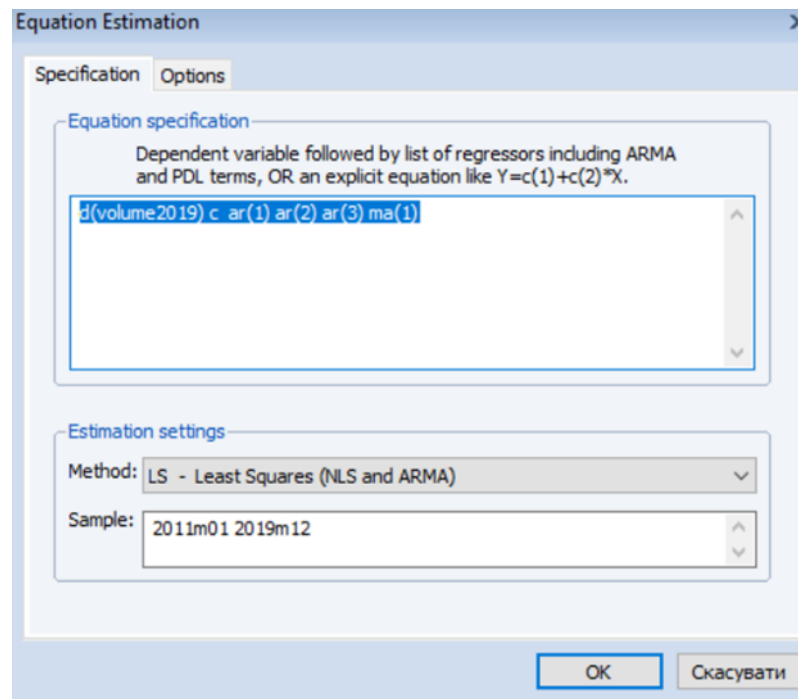 Equation Estimation
Specification
Options
Equation specification
Dependent variable followed by list of regressors including ARMA
and PDL terms, OR an explicit equation like Y=c(1)+c(2)*X.
d(volume2019) c  ar(1) ar(2) ar(3) ma(1)
Estimation settings
Method:
LS  -  Least Squares (NLS and ARMA)
Sample:
2011m01 2019m12
OK
Скасувати